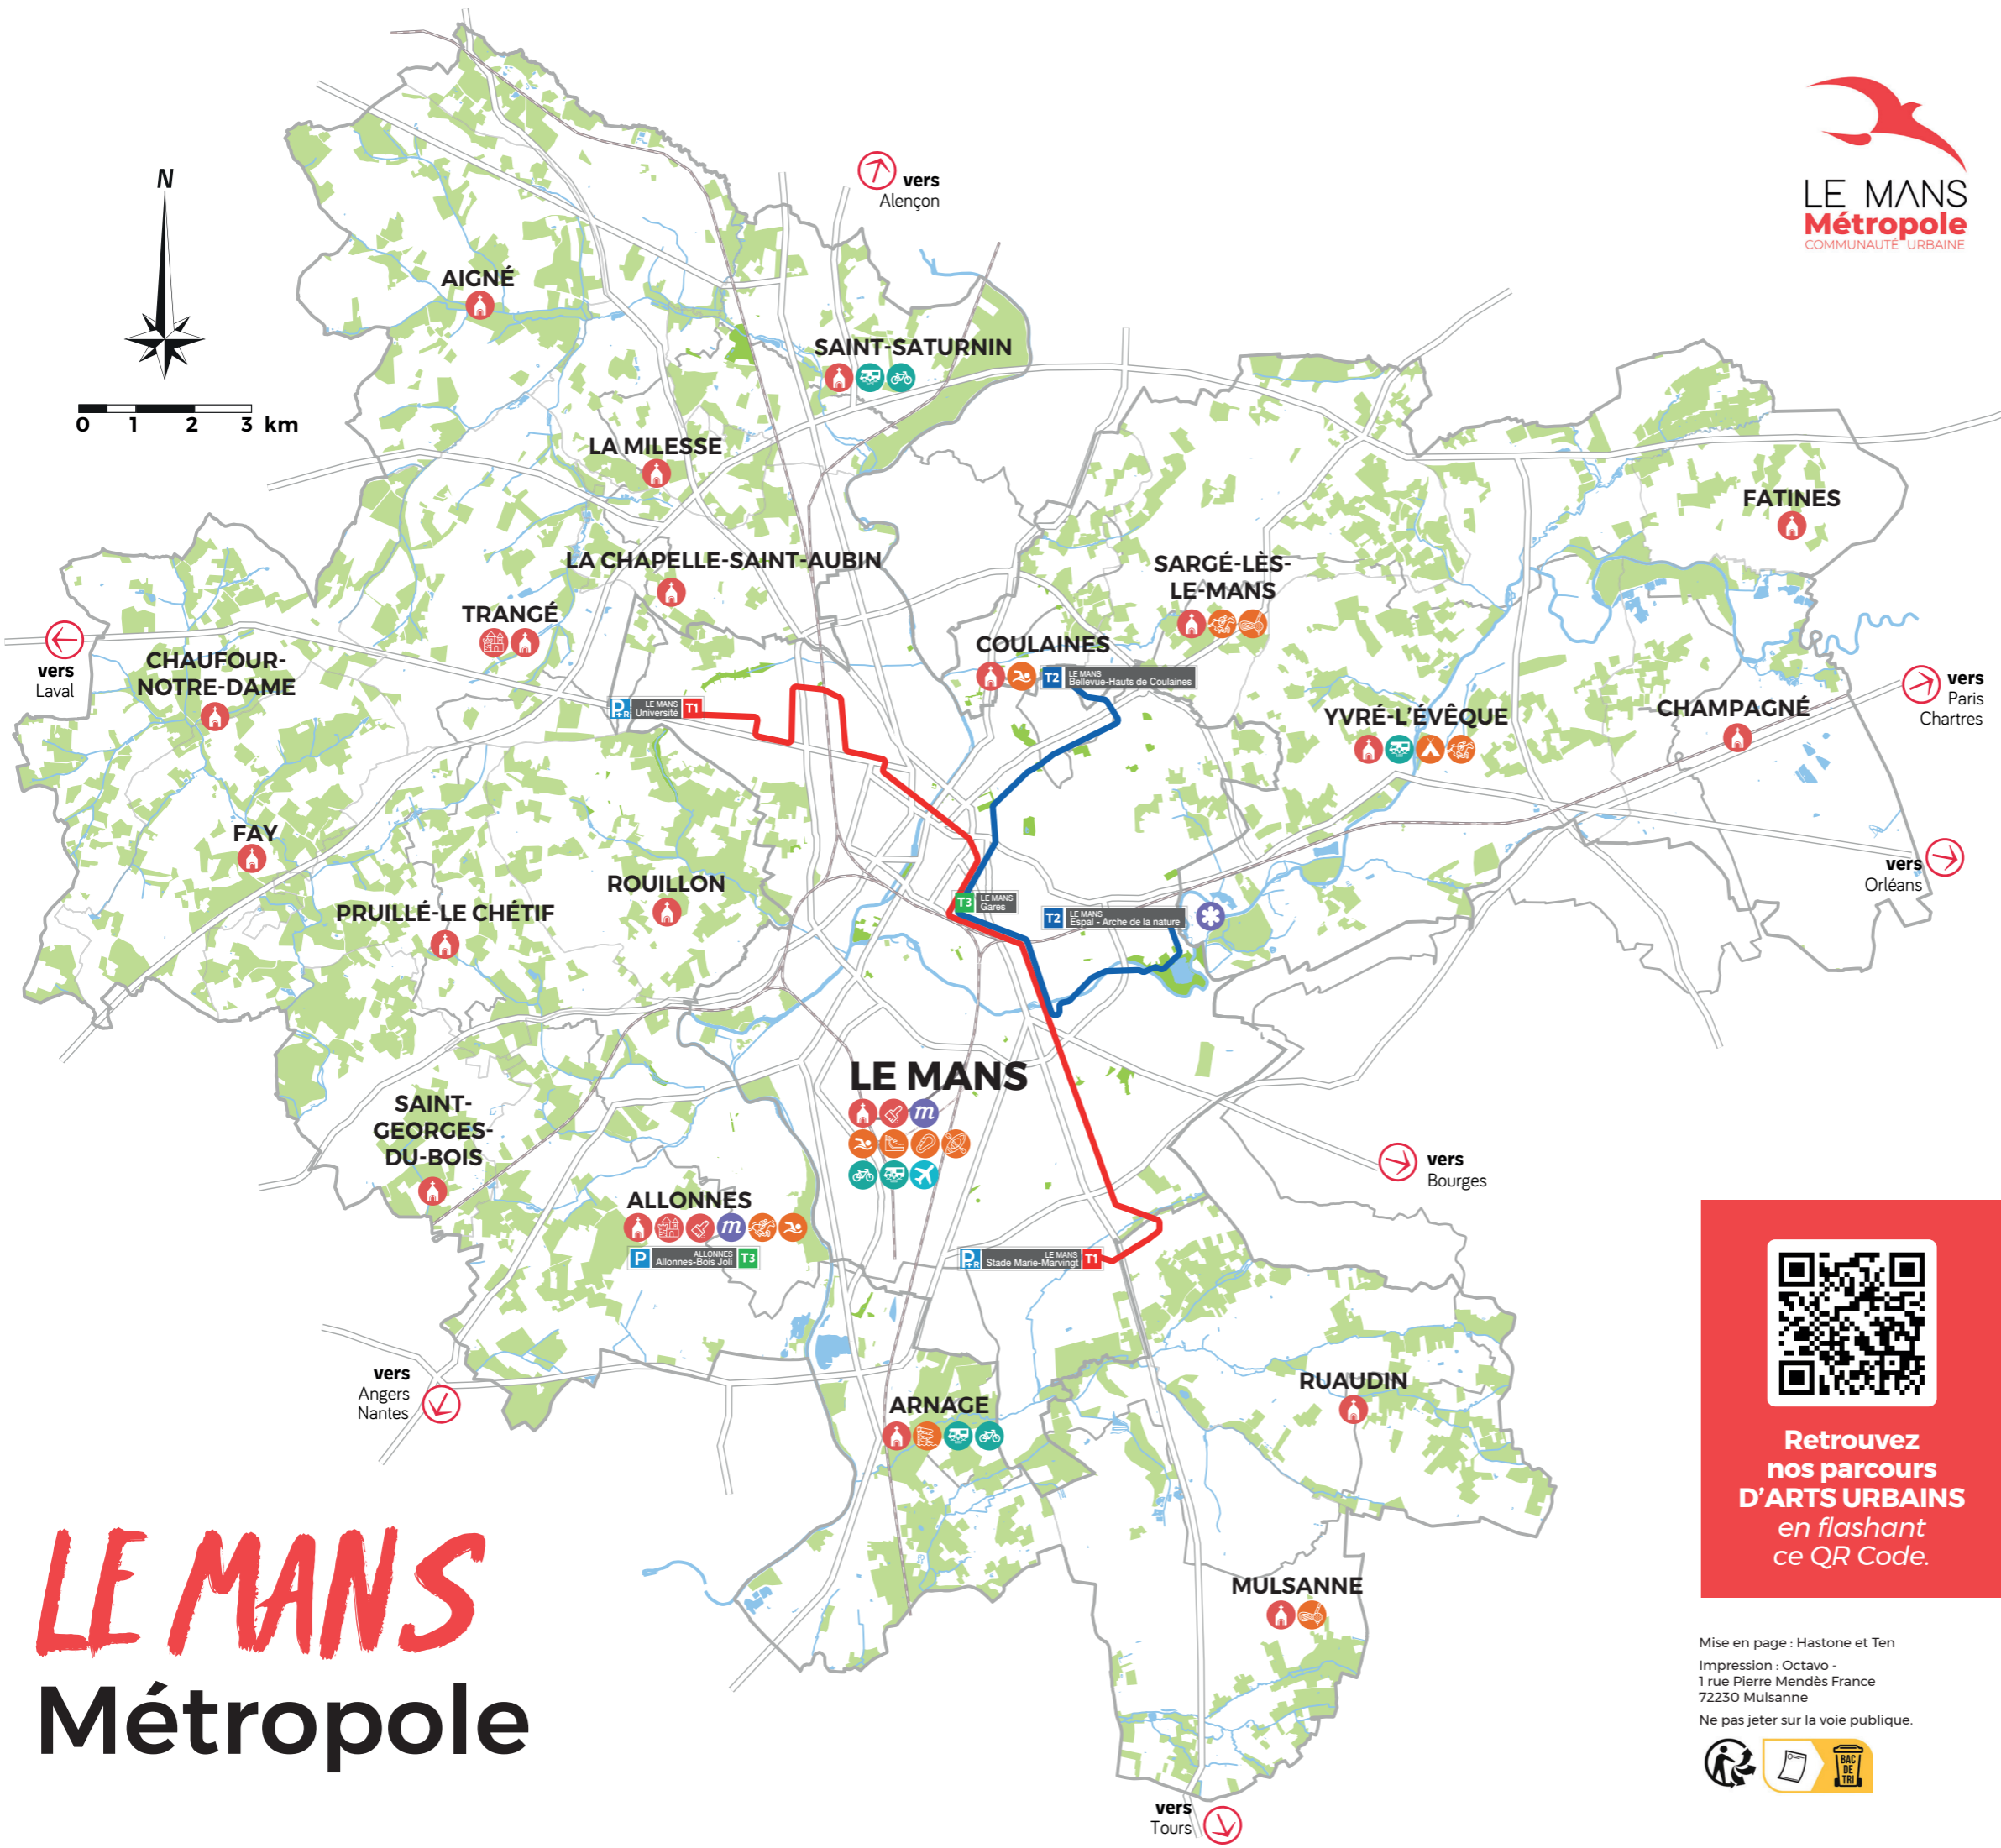 N
0 1 2 3 km
vers
Alençon
LE MANS
Métropole
COMMUNAUTÉ URBAINE
AIGNÉ
SAINT-SATURNIN
LA MILESSE
FATINES
LA CHAPELLE-SAINT-AUBIN
SARGÉ-LÈS-
LE-MANS
TRANGÉ
COULAINES
T2 LE MANS
Bellevue-Hauts de Coulaines
vers
Laval
CHAUFOUR-
NOTRE-DAME
P+R LE MANS
Université T1
YVRÉ-L'ÉVÊQUE
CHAMPAGNÉ
vers
Paris
Chartres
FAY
ROUILLON
PRUILLÉ-LE CHÉTIF
T3 LE MANS
Gares
T2 LE MANS
Espal - Arche de la nature
vers
Orléans
LE MANS
m
SAINT-
GEORGES-
DU-BOIS
vers
Bourges
ALLONNES
m
P ALLONNES
Allonnes-Bois Joli T3
P+R LE MANS
Stade Marie-Marvingt T1
vers
Angers
Nantes
ARNAGE
RUAUDIN
MULSANNE
vers
Tours
Retrouvez
nos parcours
D'ARTS URBAINS
en flashant
ce QR Code.
LE MANS
Métropole
Mise en page : Hastone et Ten
Impression : Octavo -
1 rue Pierre Mendès France
72230 Mulsanne
Ne pas jeter sur la voie publique.
BAC
DE
TRI